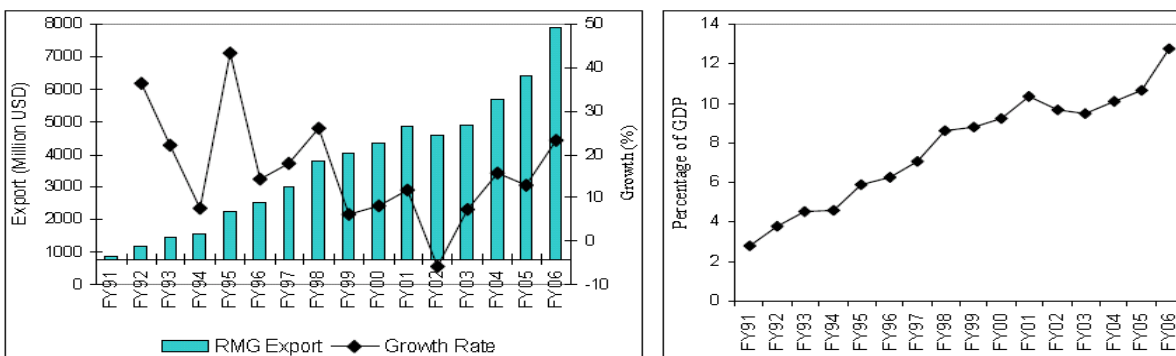 8000
7000
6000
5000
4000
3000
2000
1000
0
Export (Million USD)
50
40
30
20
10
0
-10
Growth (%)
FY91
FY92
FY93
FY94
FY95
FY96
FY97
FY98
FY99
FY00
FY01
FY02
FY03
FY04
FY05
FY06
RMG Export
Growth Rate
14
12
10
8
6
4
2
0
Percentage of GDP
FY91
FY92
FY93
FY94
FY95
FY96
FY97
FY98
FY99
FY00
FY01
FY02
FY03
FY04
FY05
FY06